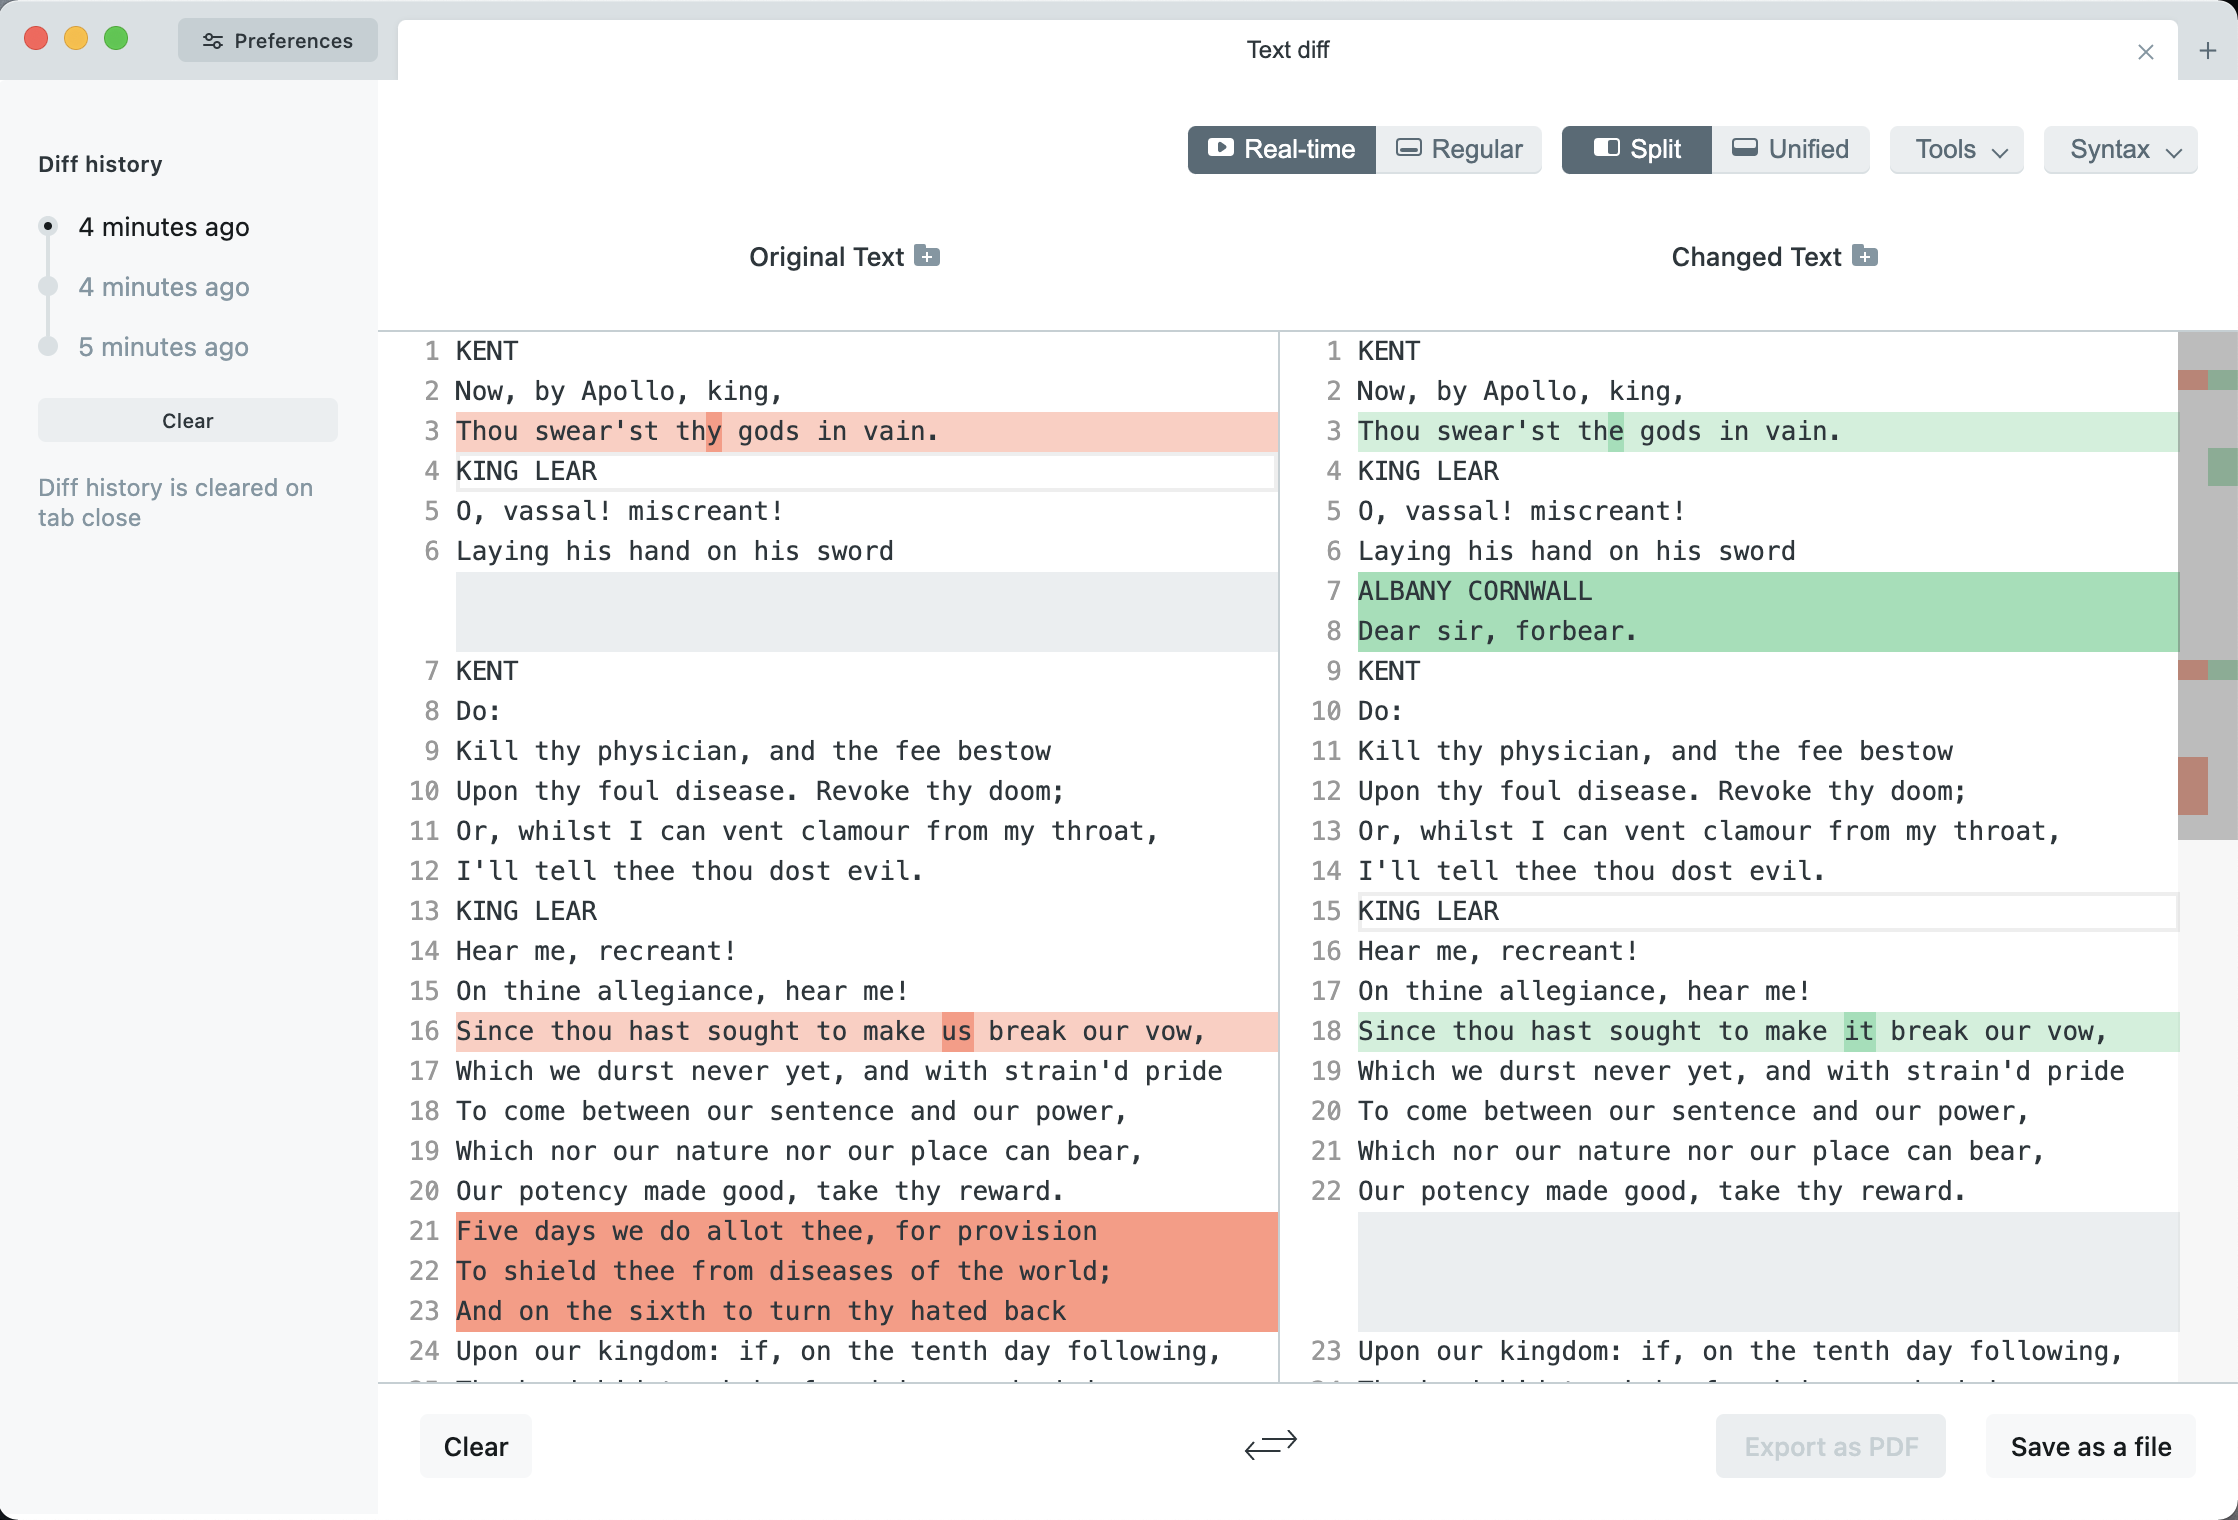 Preferences
Text diff
Diff history
4 minutes ago
4 minutes ago
5 minutes ago
Clear
Diff history is cleared on
tab close
Real-time
Regular
Split
Unified
Tools
Syntax
Original Text
1 KENT
2 Now, by Apollo, king,
3 Thou swear'st thy gods in vain.
4 KING LEAR
5 O, vassal! miscreant!
6 Laying his hand on his sword
7 KENT
8 Do:
9 Kill thy physician, and the fee bestow
10 Upon thy foul disease. Revoke thy doom;
11 Or, whilst I can vent clamour from my throat,
12 I'll tell thee thou dost evil.
13 KING LEAR
14 Hear me, recreant!
15 On thine allegiance, hear me!
16 Since thou hast sought to make us break our vow,
17 Which we durst never yet, and with strain'd pride
18 To come between our sentence and our power,
19 Which nor our nature nor our place can bear,
20 Our potency made good, take thy reward.
21 Five days we do allot thee, for provision
22 To shield thee from diseases of the world;
23 And on the sixth to turn thy hated back
24 Upon our kingdom: if, on the tenth day following,
Changed Text
1 KENT
2 Now, by Apollo, king,
3 Thou swear'st the gods in vain.
4 KING LEAR
5 O, vassal! miscreant!
6 Laying his hand on his sword
7 ALBANY CORNWALL
8 Dear sir, forbear.
9 KENT
10 Do:
11 Kill thy physician, and the fee bestow
12 Upon thy foul disease. Revoke thy doom;
13 Or, whilst I can vent clamour from my throat,
14 I'll tell thee thou dost evil.
15 KING LEAR
16 Hear me, recreant!
17 On thine allegiance, hear me!
18 Since thou hast sought to make it break our vow,
19 Which we durst never yet, and with strain'd pride
20 To come between our sentence and our power,
21 Which nor our nature nor our place can bear,
22 Our potency made good, take thy reward.
23 Upon our kingdom: if, on the tenth day following,
Clear
Export as PDF
Save as a file